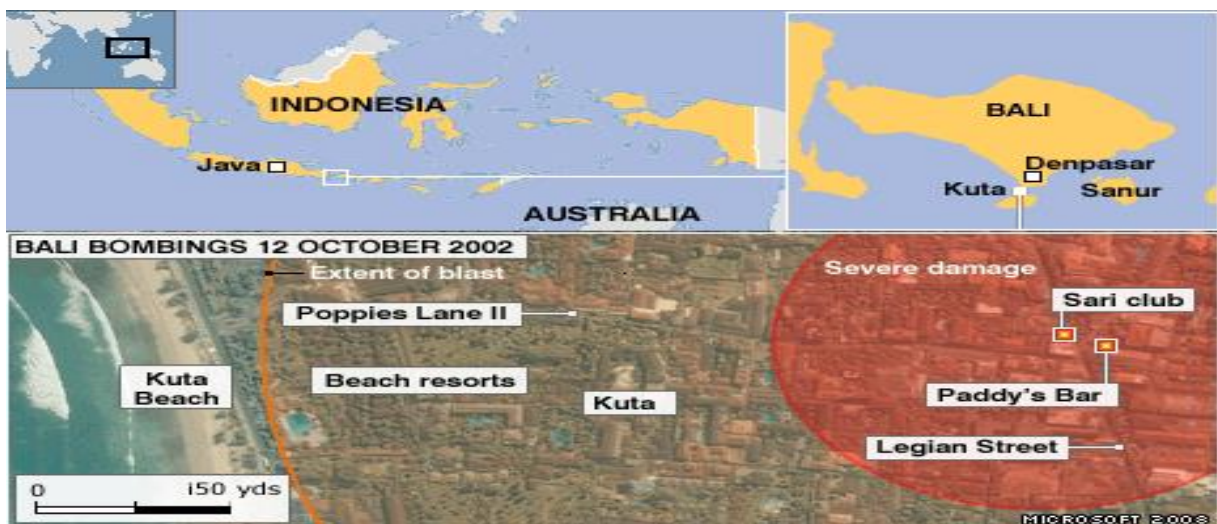 INDONESIA
Java
AUSTRALIA
BALI
Denpasar
Kuta
Sanur
BALI BOMBINGS 12 OCTOBER 2002
Extent of blast
Severe damage
Sari club
Poppies Lane II
Kuta
Beach
Beach resorts
Kuta
Paddy's Bar
Legian Street
0 i50 yds
MICROSOFT 2008